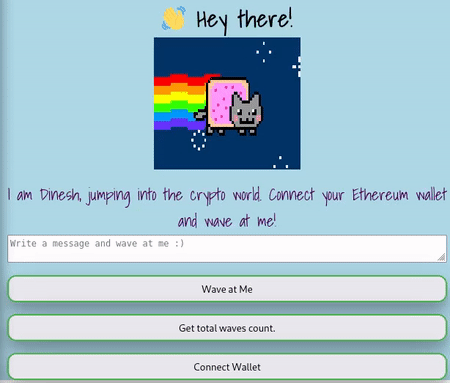 👋 Hey there!
I am Dinesh, jumping into the crypto world. Connect your Ethereum wallet
and wave at me!
Write a message and wave at me :)
Wave at Me
Get total waves count.
Connect Wallet